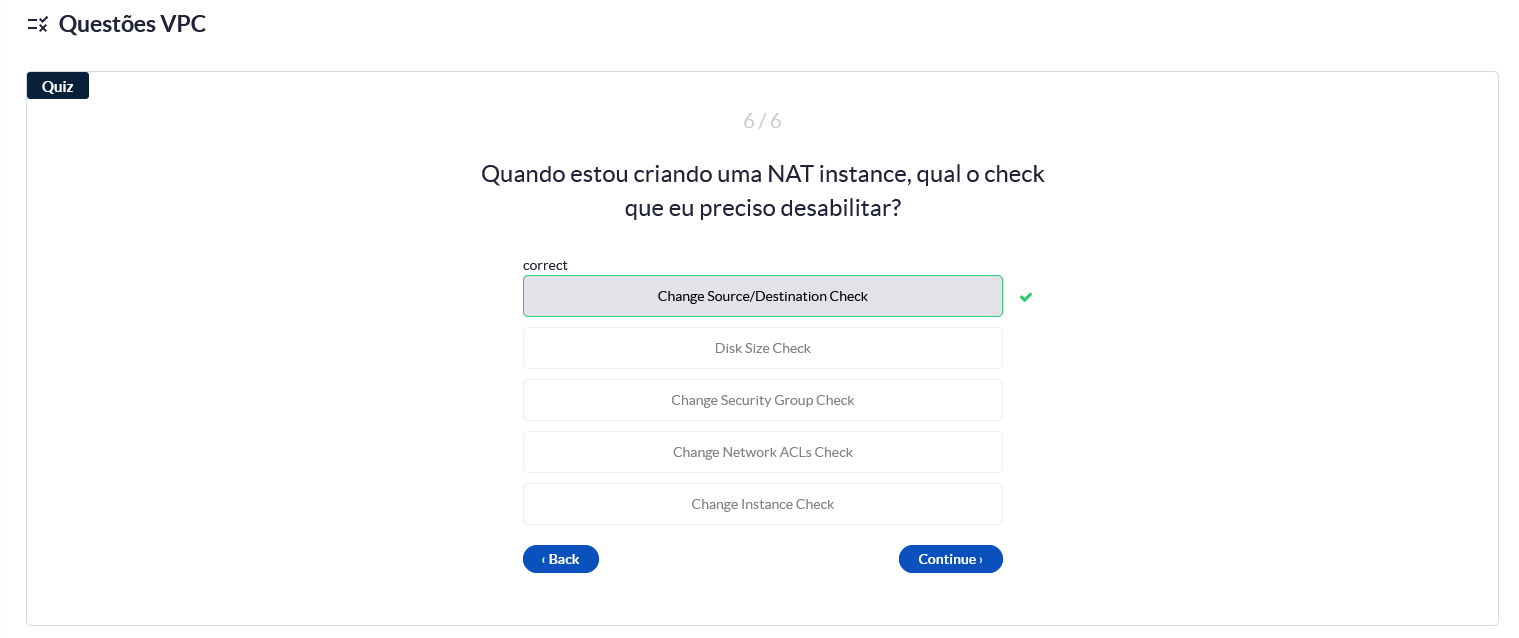 Questões VPC
Quiz
6 / 6
Quando estou criando uma NAT instance, qual o check
que eu preciso desabilitar?
correct
Change Source/Destination Check
Disk Size Check
Change Security Group Check
Change Network ACLs Check
Change Instance Check
‹ Back
Continue ›